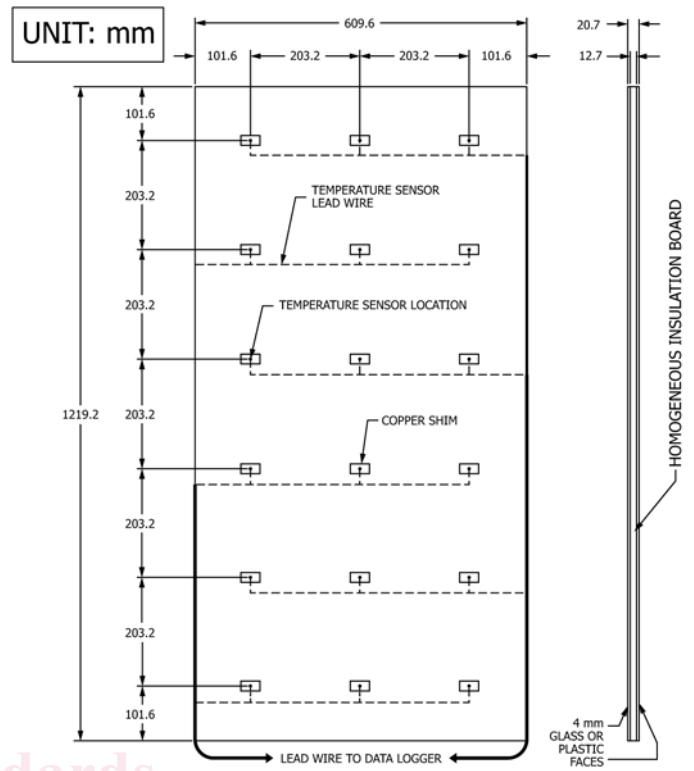 UNIT: mm
609.6
20.7
101.6
203.2
203.2
101.6
12.7
101.6
203.2
TEMPERATURE SENSOR
LEAD WIRE
203.2
TEMPERATURE SENSOR LOCATION
HOMOGENEOUS INSULATION BOARD
1219.2
203.2
COPPER SHIM
203.2
203.2
101.6
4 mm
GLASS OR
PLASTIC
FACES
LEAD WIRE TO DATA LOGGER